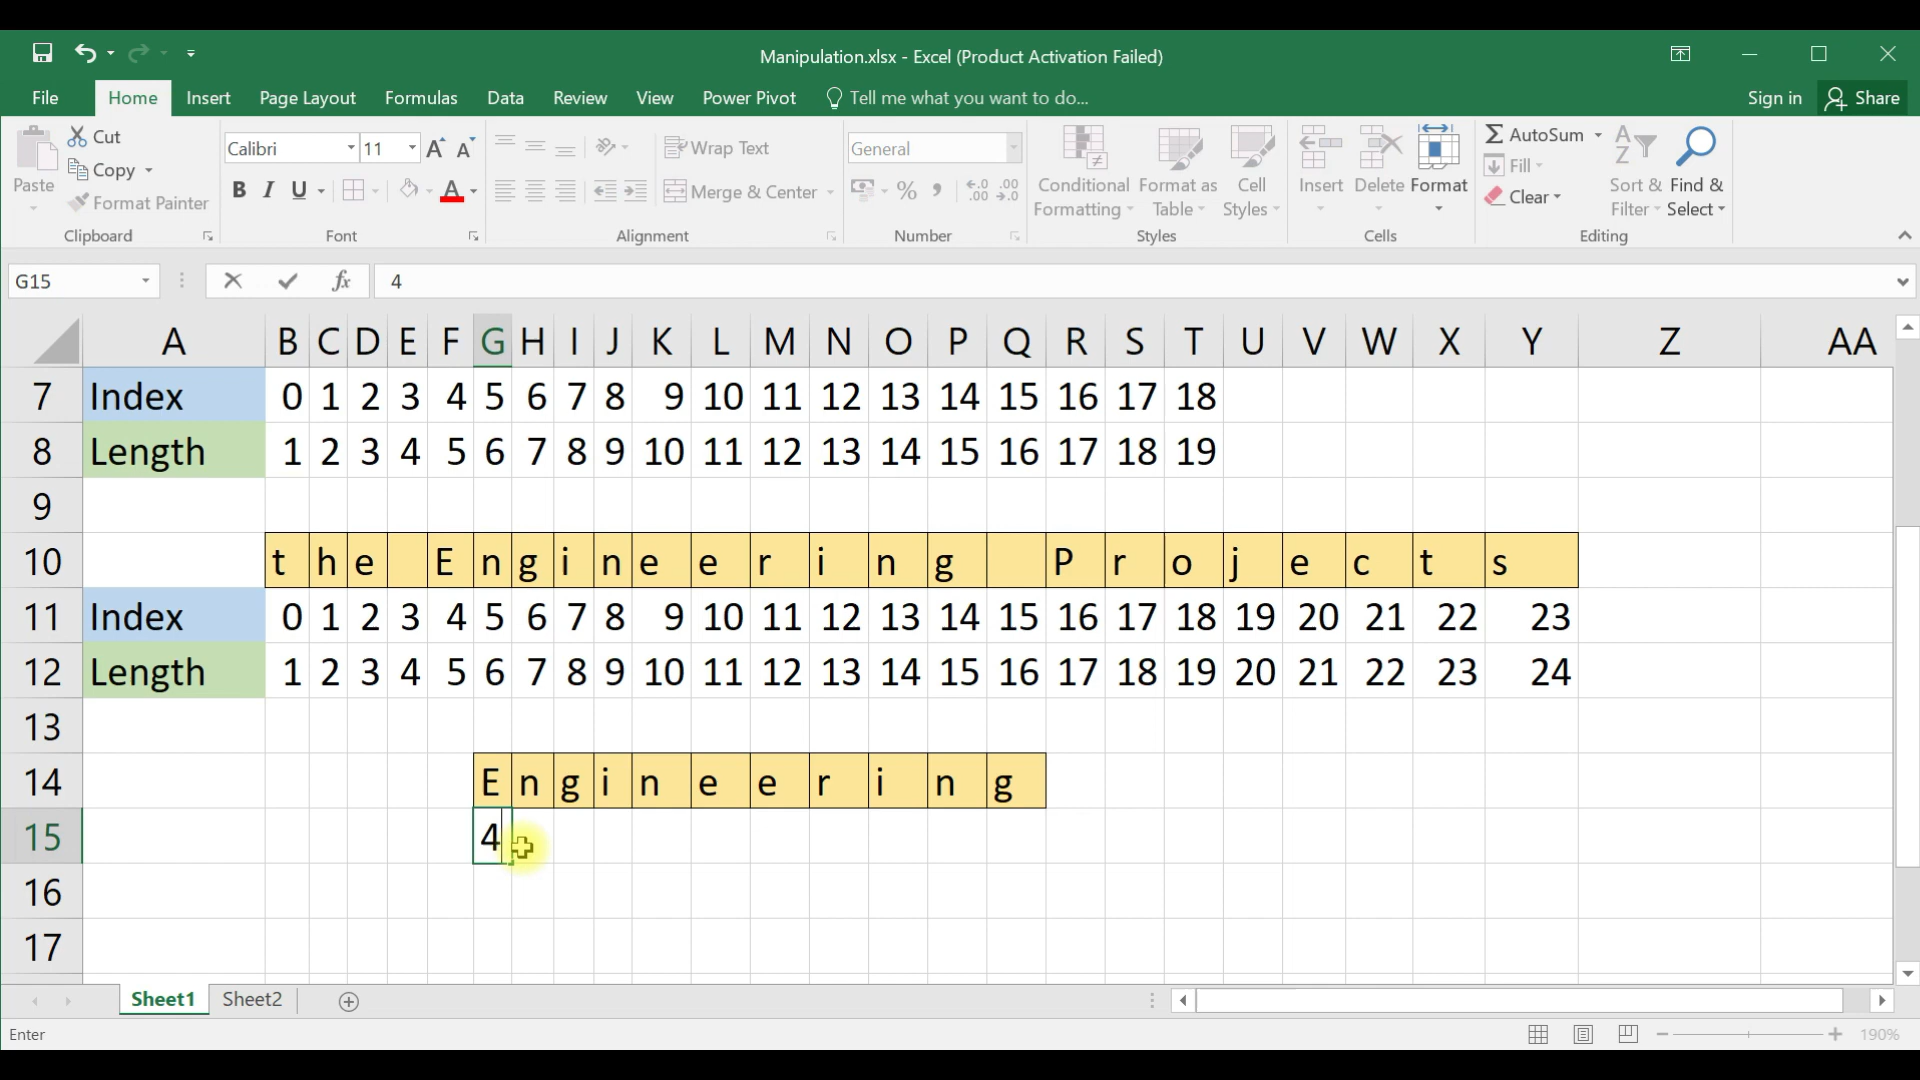 Manipulation.xlsx - Excel (Product Activation Failed)
File Home Insert Page Layout Formulas Data Review View Power Pivot Tell me what you want to do... Sign in Share
Paste Cut Copy Format Painter Clipboard
Calibri 11 B I U A Font
Wrap Text Merge & Center Alignment
General % Number
Conditional Formatting Format as Table Cell Styles Styles
Insert Delete Format Cells
AutoSum Fill Clear Sort & Filter Find & Select Editing
G15 fx 4
A B C D E F G H I J K L M N O P Q R S T U V W X Y Z AA
7 Index 0 1 2 3 4 5 6 7 8 9 10 11 12 13 14 15 16 17 18
8 Length 1 2 3 4 5 6 7 8 9 10 11 12 13 14 15 16 17 18 19
9
10 t h e E n g i n e e r i n g P r o j e c t s
11 Index 0 1 2 3 4 5 6 7 8 9 10 11 12 13 14 15 16 17 18 19 20 21 22 23
12 Length 1 2 3 4 5 6 7 8 9 10 11 12 13 14 15 16 17 18 19 20 21 22 23 24
13
14 E n g i n e e r i n g
15 4
16
17
Sheet1 Sheet2
Enter 190%